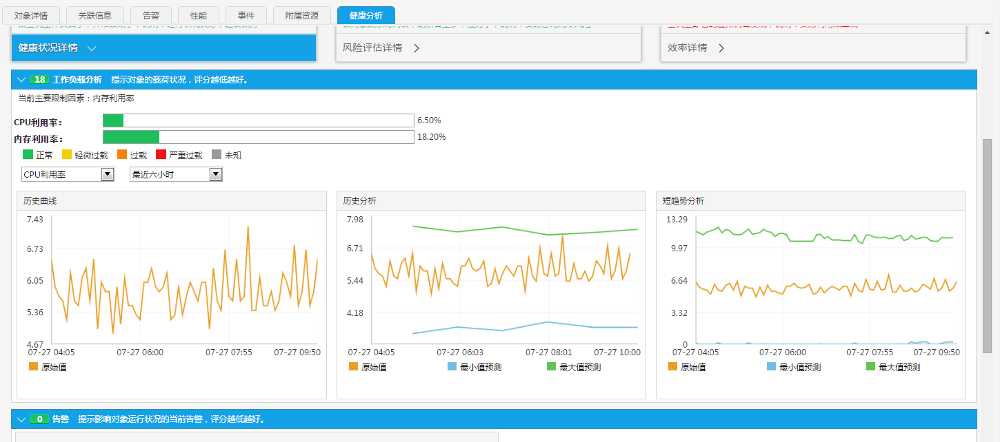 对象详情 关联信息 告警 性能 事件 附属资源 健康分析
健康状况详情 风险评估详情 效率详情
18 工作负载分析 提示对象的载荷状况，评分越低越好。
当前主要限制因素：内存利用率
CPU利用率： 6.50%
内存利用率： 18.20%
正常 轻微过载 过载 严重过载 未知
CPU利用率 最近六小时
历史曲线
7.43
6.73
6.05
5.36
4.67
07-27 04:05 07-27 06:00 07-27 07:55 07-27 09:50
原始值
历史分析
7.98
6.71
5.44
4.18
07-27 04:05 07-27 06:03 07-27 08:01 07-27 10:00
原始值 最小值预测 最大值预测
短趋势分析
13.29
9.97
6.64
3.32
0
07-27 04:05 07-27 06:00 07-27 07:55 07-27 09:50
原始值 最小值预测 最大值预测
0 告警 提示影响对象运行状况的当前告警，评分越低越好。